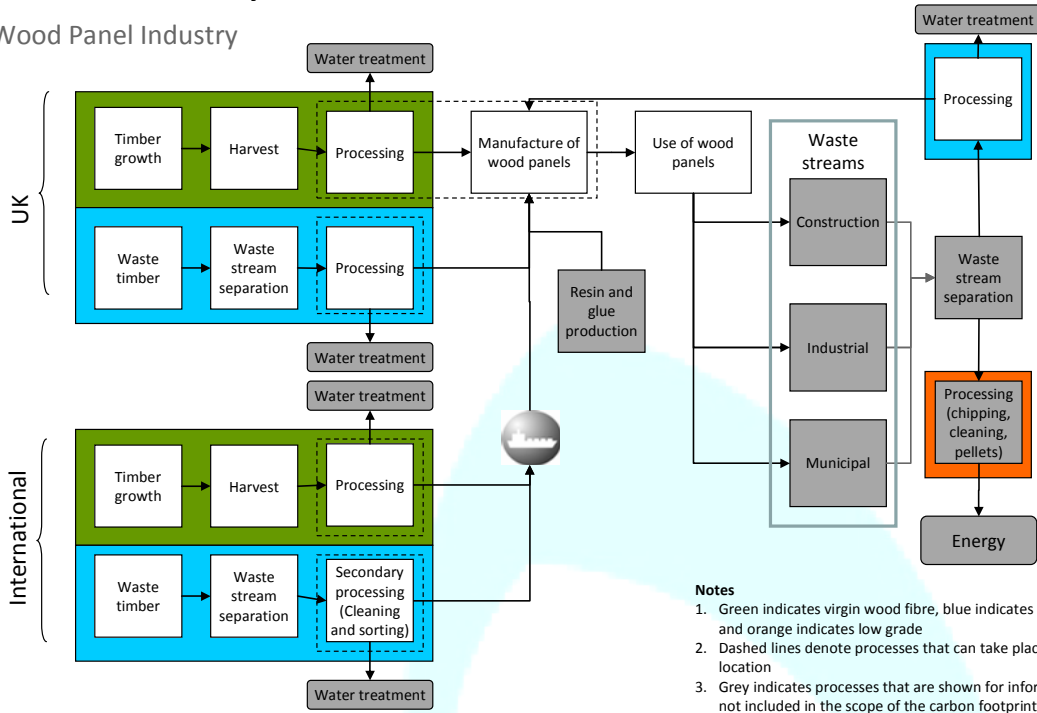 Wood Panel Industry
Water treatment
Water treatment
UK
Timber
growth
Harvest
Processing
Manufacture of
wood panels
Use of wood
panels
Waste
streams
Processing
Waste
timber
Waste
stream
separation
Processing
Construction
Resin and
glue
production
Waste
stream
separation
Industrial
Water treatment
Water treatment
International
Timber
growth
Harvest
Processing
Municipal
Processing
(chipping,
cleaning,
pellets)
Energy
Waste
timber
Waste
stream
separation
Secondary
processing
(Cleaning
and sorting)
Water treatment
Notes
1. Green indicates virgin wood fibre, blue indicates
and orange indicates low grade
2. Dashed lines denote processes that can take
location
3. Grey indicates processes that are shown for
not included in the scope of the carbon footprint